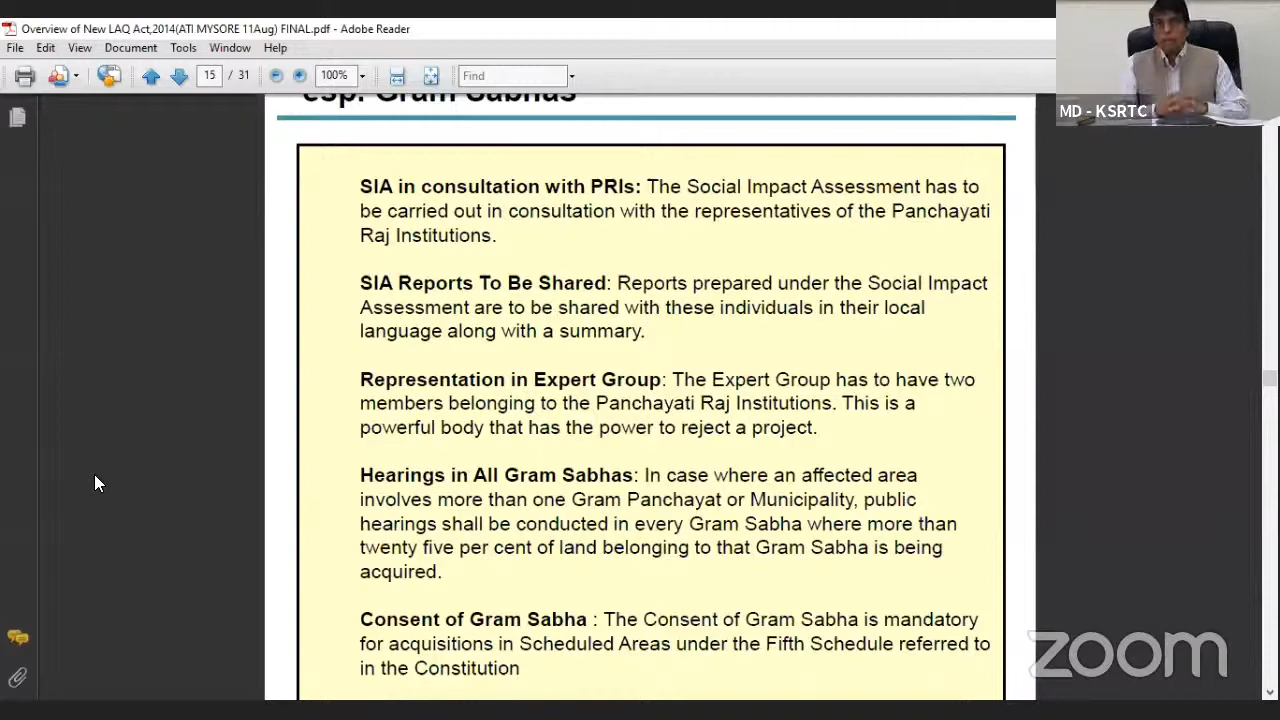 Overview of New LAQ Act,2014(ATI MYSORE 11Aug) FINAL.pdf - Adobe Reader
File Edit View Document Tools Window Help
15 / 31 100% Find
esp. Gram Sabhas
MD - KSRTC
SIA in consultation with PRIs: The Social Impact Assessment has to
be carried out in consultation with the representatives of the Panchayati
Raj Institutions.
SIA Reports To Be Shared: Reports prepared under the Social Impact
Assessment are to be shared with these individuals in their local
language along with a summary.
Representation in Expert Group: The Expert Group has to have two
members belonging to the Panchayati Raj Institutions. This is a
powerful body that has the power to reject a project.
Hearings in All Gram Sabhas: In case where an affected area
involves more than one Gram Panchayat or Municipality, public
hearings shall be conducted in every Gram Sabha where more than
twenty five per cent of land belonging to that Gram Sabha is being
acquired.
Consent of Gram Sabha : The Consent of Gram Sabha is mandatory
for acquisitions in Scheduled Areas under the Fifth Schedule referred to
in the Constitution
zoom